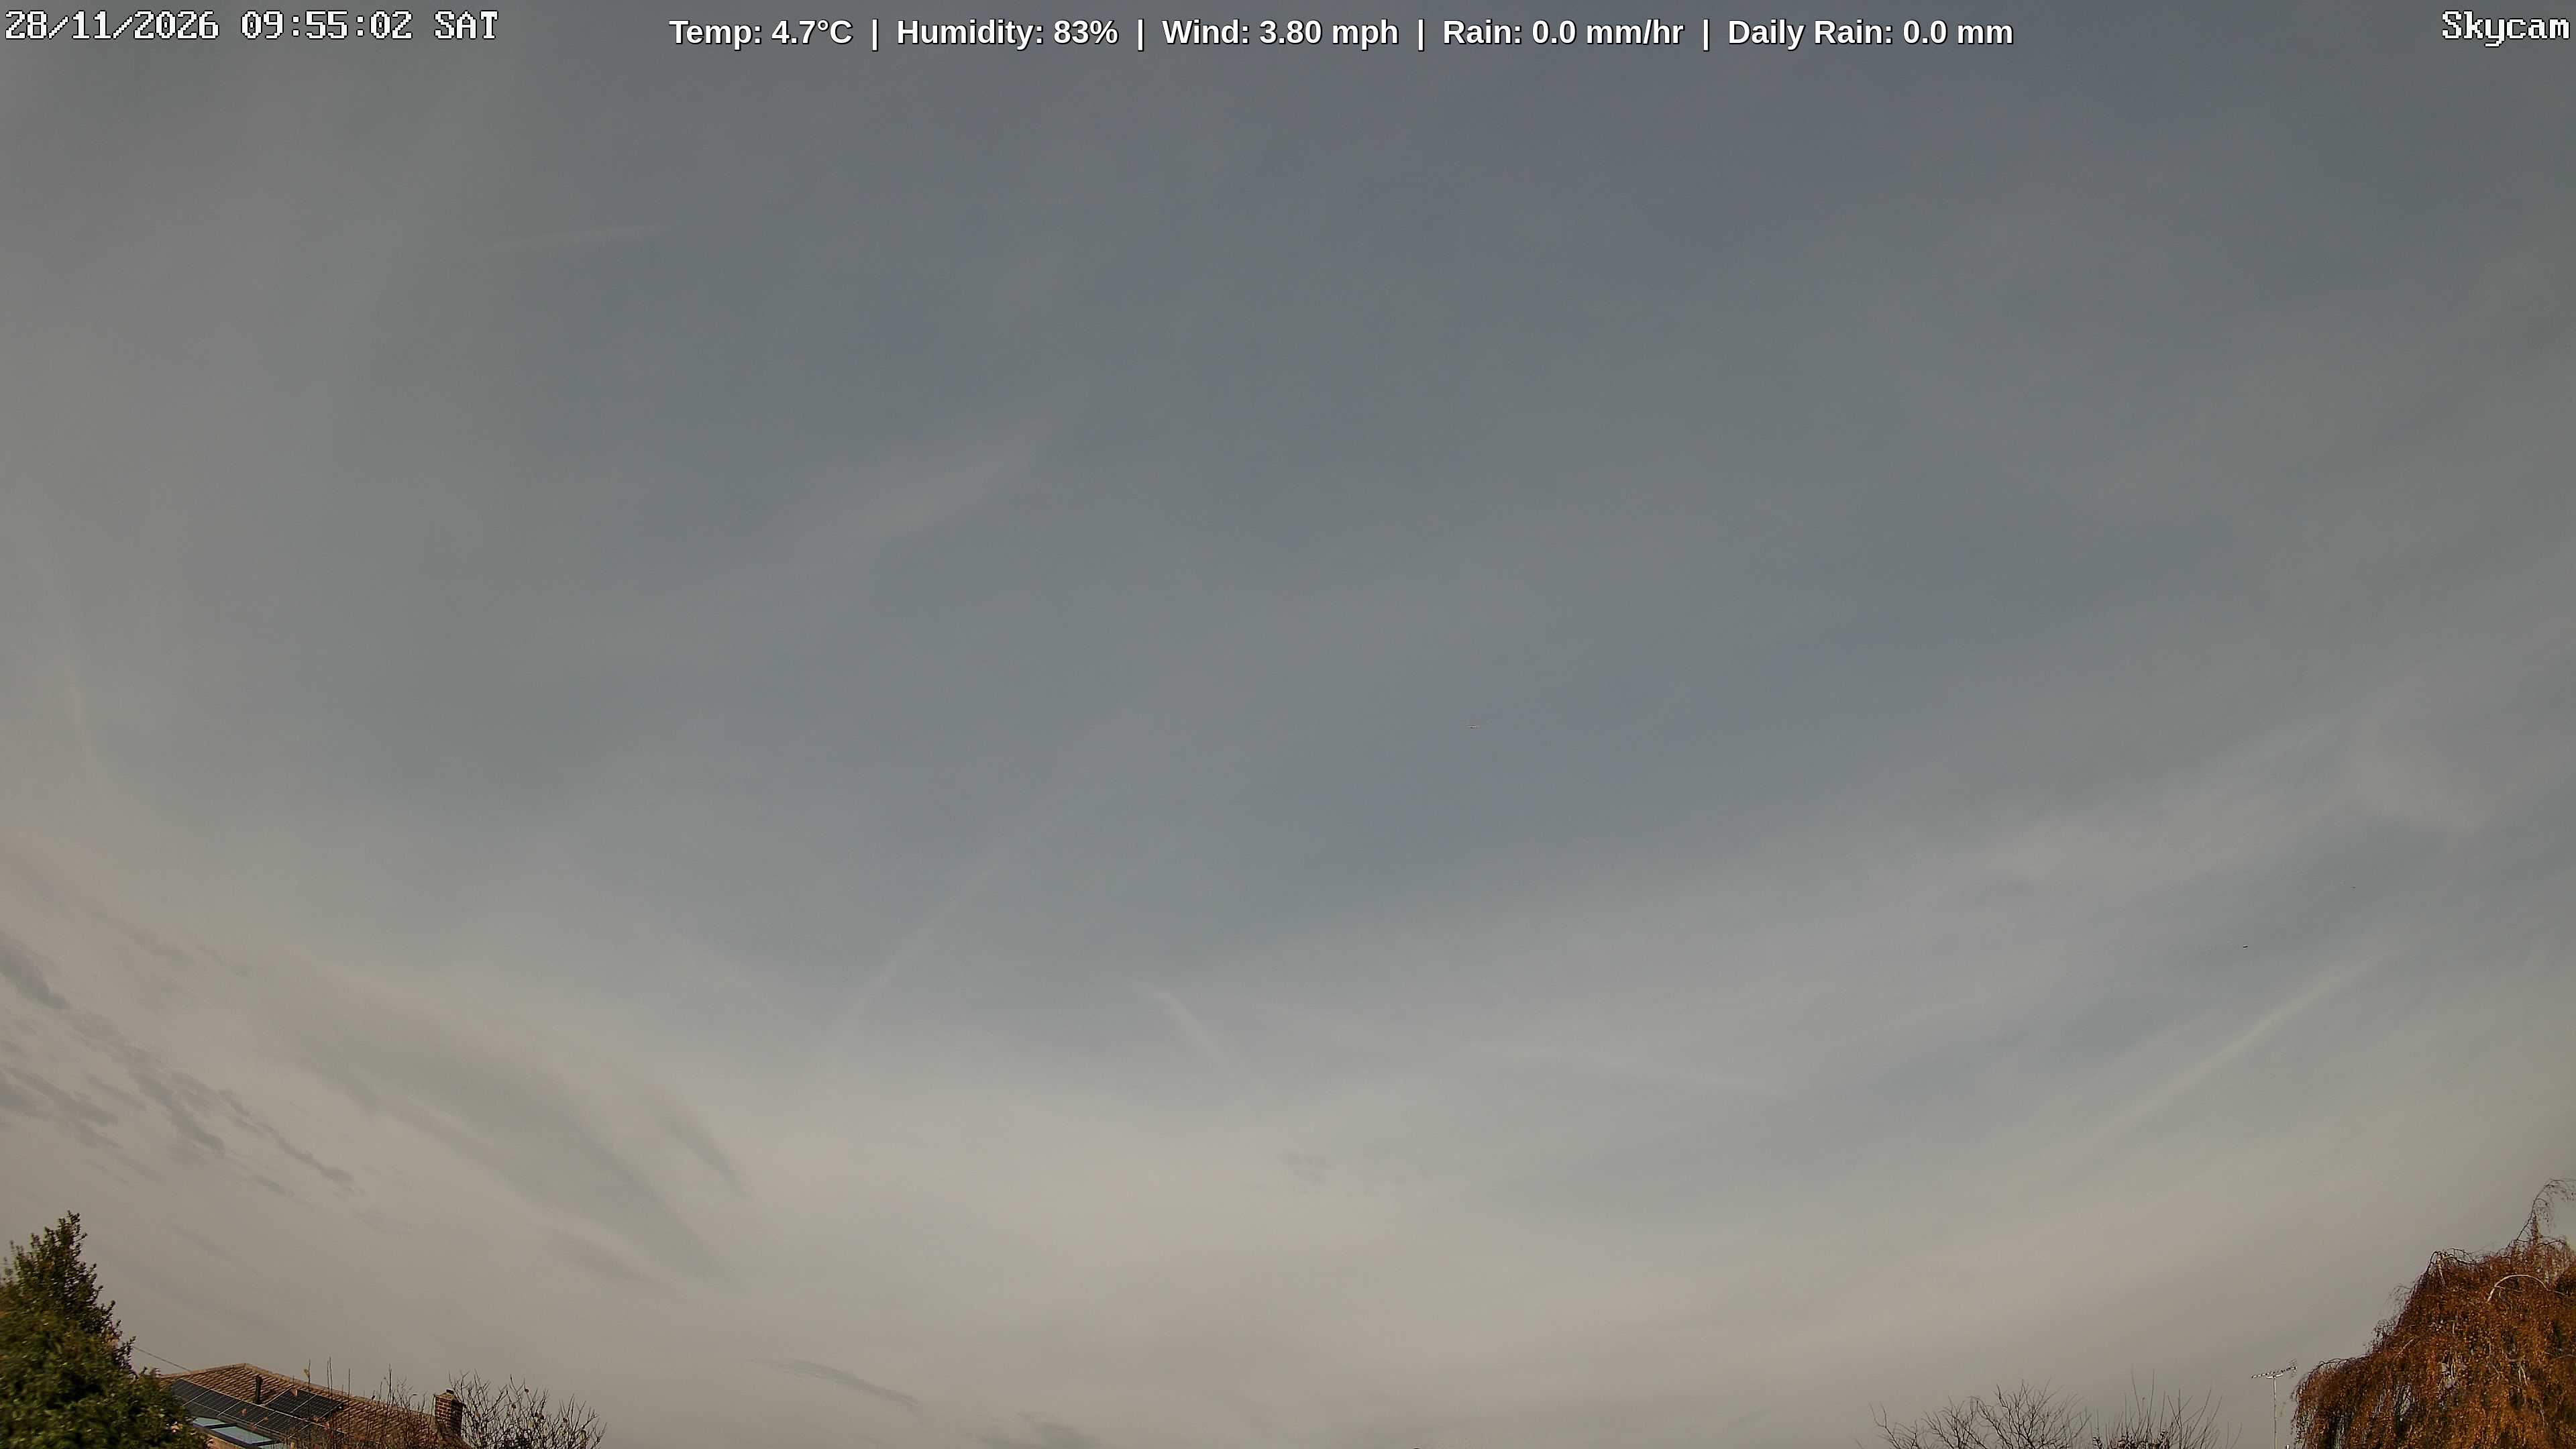 28/11/2026 09:55:02 SAT
Temp: 4.7°C | Humidity: 83% | Wind: 3.80 mph | Rain: 0.0 mm/hr | Daily Rain: 0.0 mm
Skycam